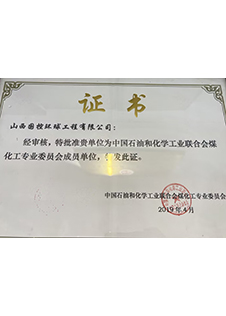 证书
山西国控环球工程有限公司：
经审核，特批准贵单位为中国石油和化学工业联合会煤
化工专业委员会成员单位，发此证。
中国石油和化学工业联合会煤化工专业委员会
2019年4月